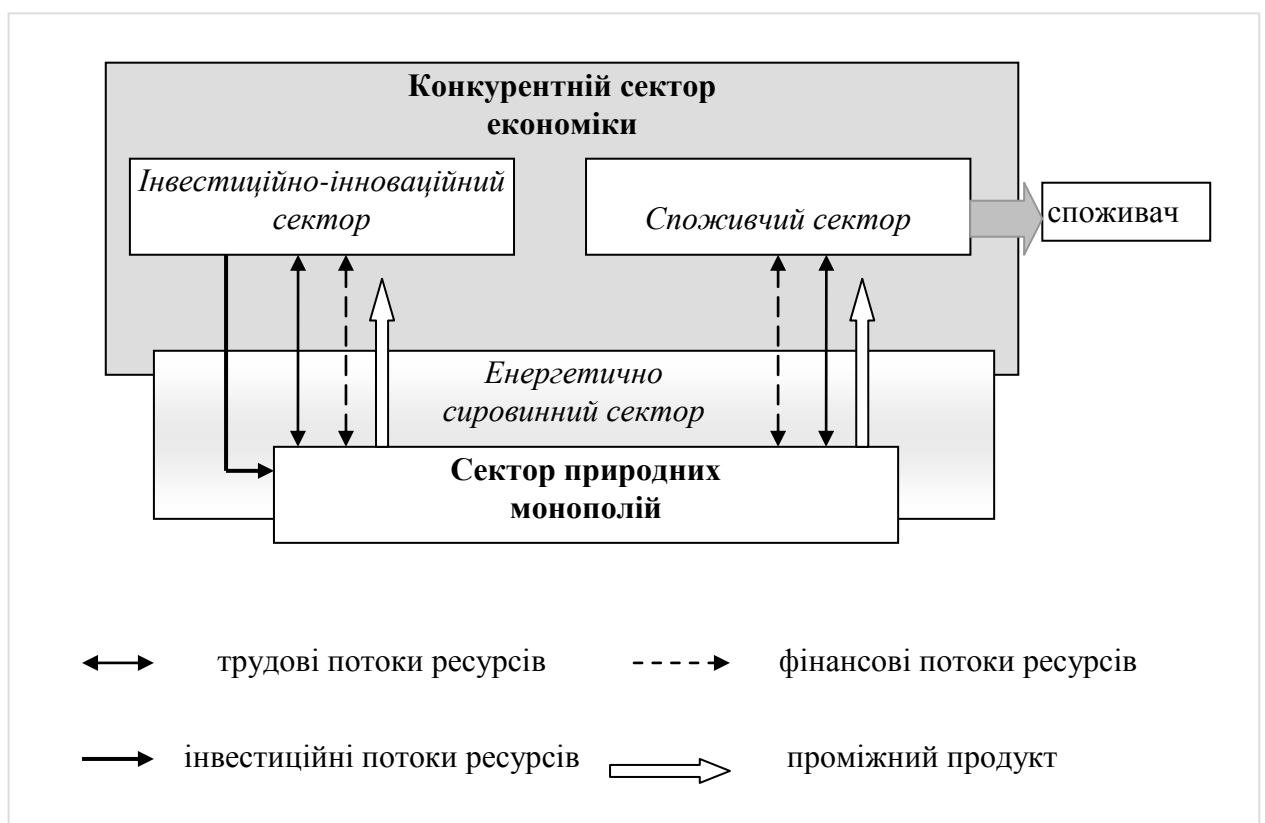 Конкурентній сектор
економіки
Інвестиційно-інноваційний
сектор
Споживчий сектор
споживач
Енергетично
сировинний сектор
Сектор природних
монополій
трудові потоки ресурсів
фінансові потоки ресурсів
інвестиційні потоки ресурсів
проміжний продукт